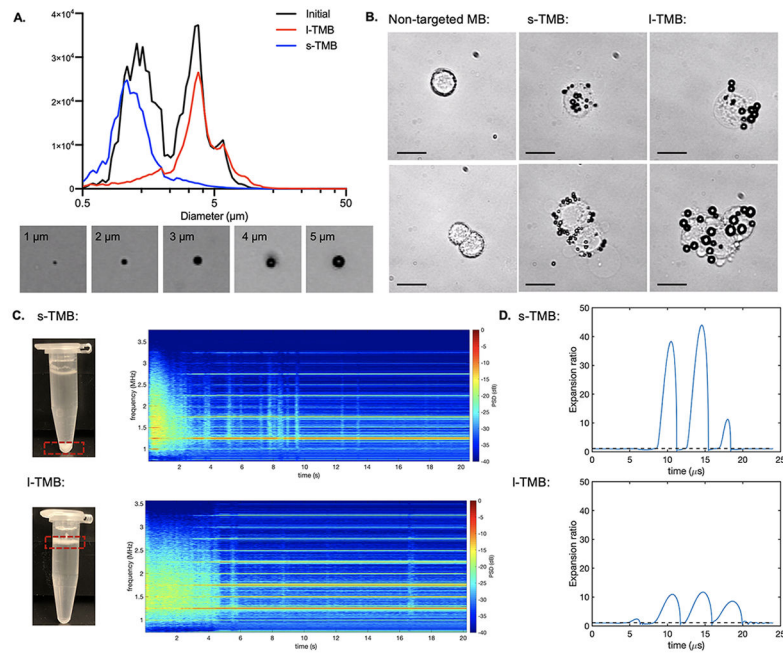 A.
4×10⁴
3×10⁴
2×10⁴
1×10⁴
0
Initial
l-TMB
s-TMB
0.5
5
50
Diameter (μm)
1 μm
2 μm
3 μm
4 μm
5 μm
B.
Non-targeted MB:
s-TMB:
l-TMB:
C.
s-TMB:
frequency (MHz)
3.5
3
2.5
2
1.5
1
2 4 6 8 10 12 14 16 18 20
time (s)
0
-5
-10
-15
-20
-25
-30
-35
-40
PSD (dB)
l-TMB:
frequency (MHz)
3.5
3
2.5
2
1.5
1
2 4 6 8 10 12 14 16 18 20
time (s)
0
-5
-10
-15
-20
-25
-30
-35
-40
PSD (dB)
D.
s-TMB:
Expansion ratio
50
40
30
20
10
0
0 5 10 15 20 25
time (μs)
l-TMB:
Expansion ratio
50
40
30
20
10
0
0 5 10 15 20 25
time (μs)